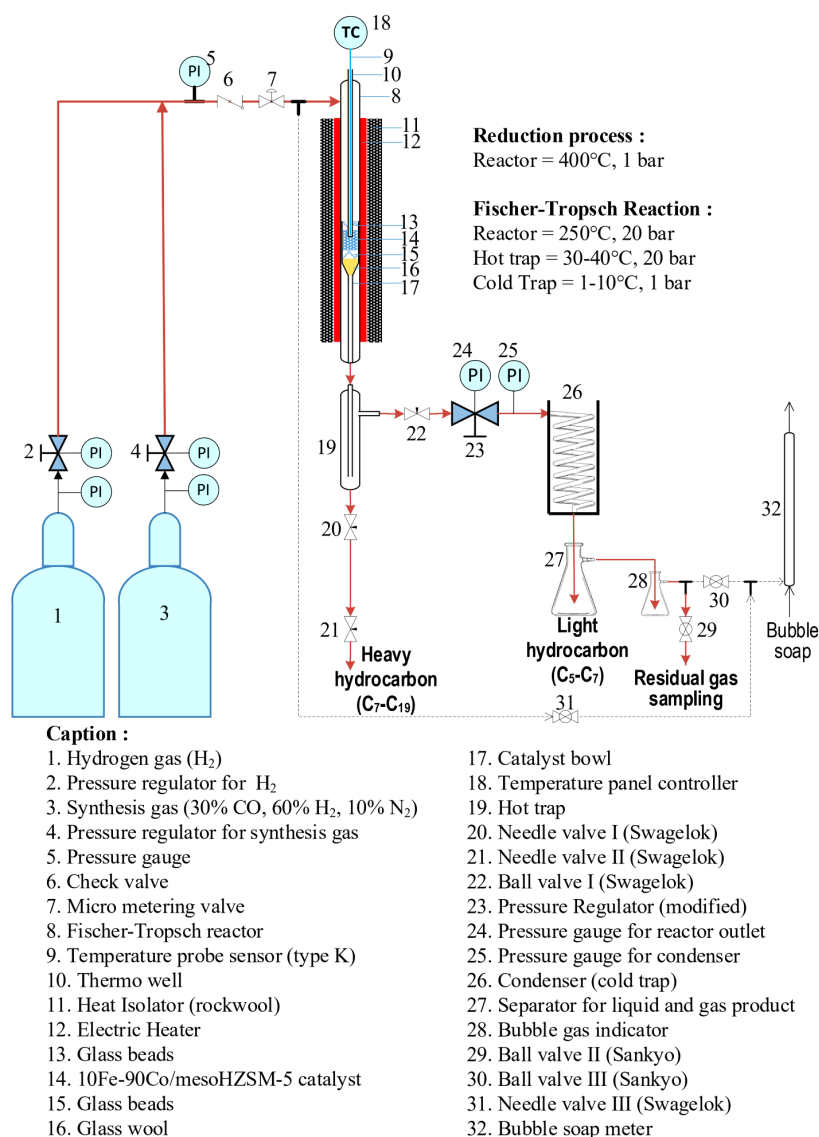 18
TC
5
9
PI
10
6
7
8
11
12
Reduction process :
Reactor = 400°C, 1 bar
Fischer-Tropsch Reaction :
Reactor = 250°C, 20 bar
Hot trap = 30-40°C, 20 bar
Cold Trap = 1-10°C, 1 bar
13
14
15
16
17
24
25
PI
PI
26
22
23
19
2
PI
4
PI
PI
PI
20
32
27
28
30
1
3
21
29
Heavy
hydrocarbon
(C₇-C₁₉)
Light
hydrocarbon
(C₅-C₇)
Residual gas
sampling
Bubble
soap
31
Caption :
1. Hydrogen gas (H₂)
2. Pressure regulator for H₂
3. Synthesis gas (30% CO, 60% H₂, 10% N₂)
4. Pressure regulator for synthesis gas
5. Pressure gauge
6. Check valve
7. Micro metering valve
8. Fischer-Tropsch reactor
9. Temperature probe sensor (type K)
10. Thermo well
11. Heat Isolator (rockwool)
12. Electric Heater
13. Glass beads
14. 10Fe-90Co/mesoHZSM-5 catalyst
15. Glass beads
16. Glass wool
17. Catalyst bowl
18. Temperature panel controller
19. Hot trap
20. Needle valve I (Swagelok)
21. Needle valve II (Swagelok)
22. Ball valve I (Swagelok)
23. Pressure Regulator (modified)
24. Pressure gauge for reactor outlet
25. Pressure gauge for condenser
26. Condenser (cold trap)
27. Separator for liquid and gas product
28. Bubble gas indicator
29. Ball valve II (Sankyo)
30. Ball valve III (Sankyo)
31. Needle valve III (Swagelok)
32. Bubble soap meter